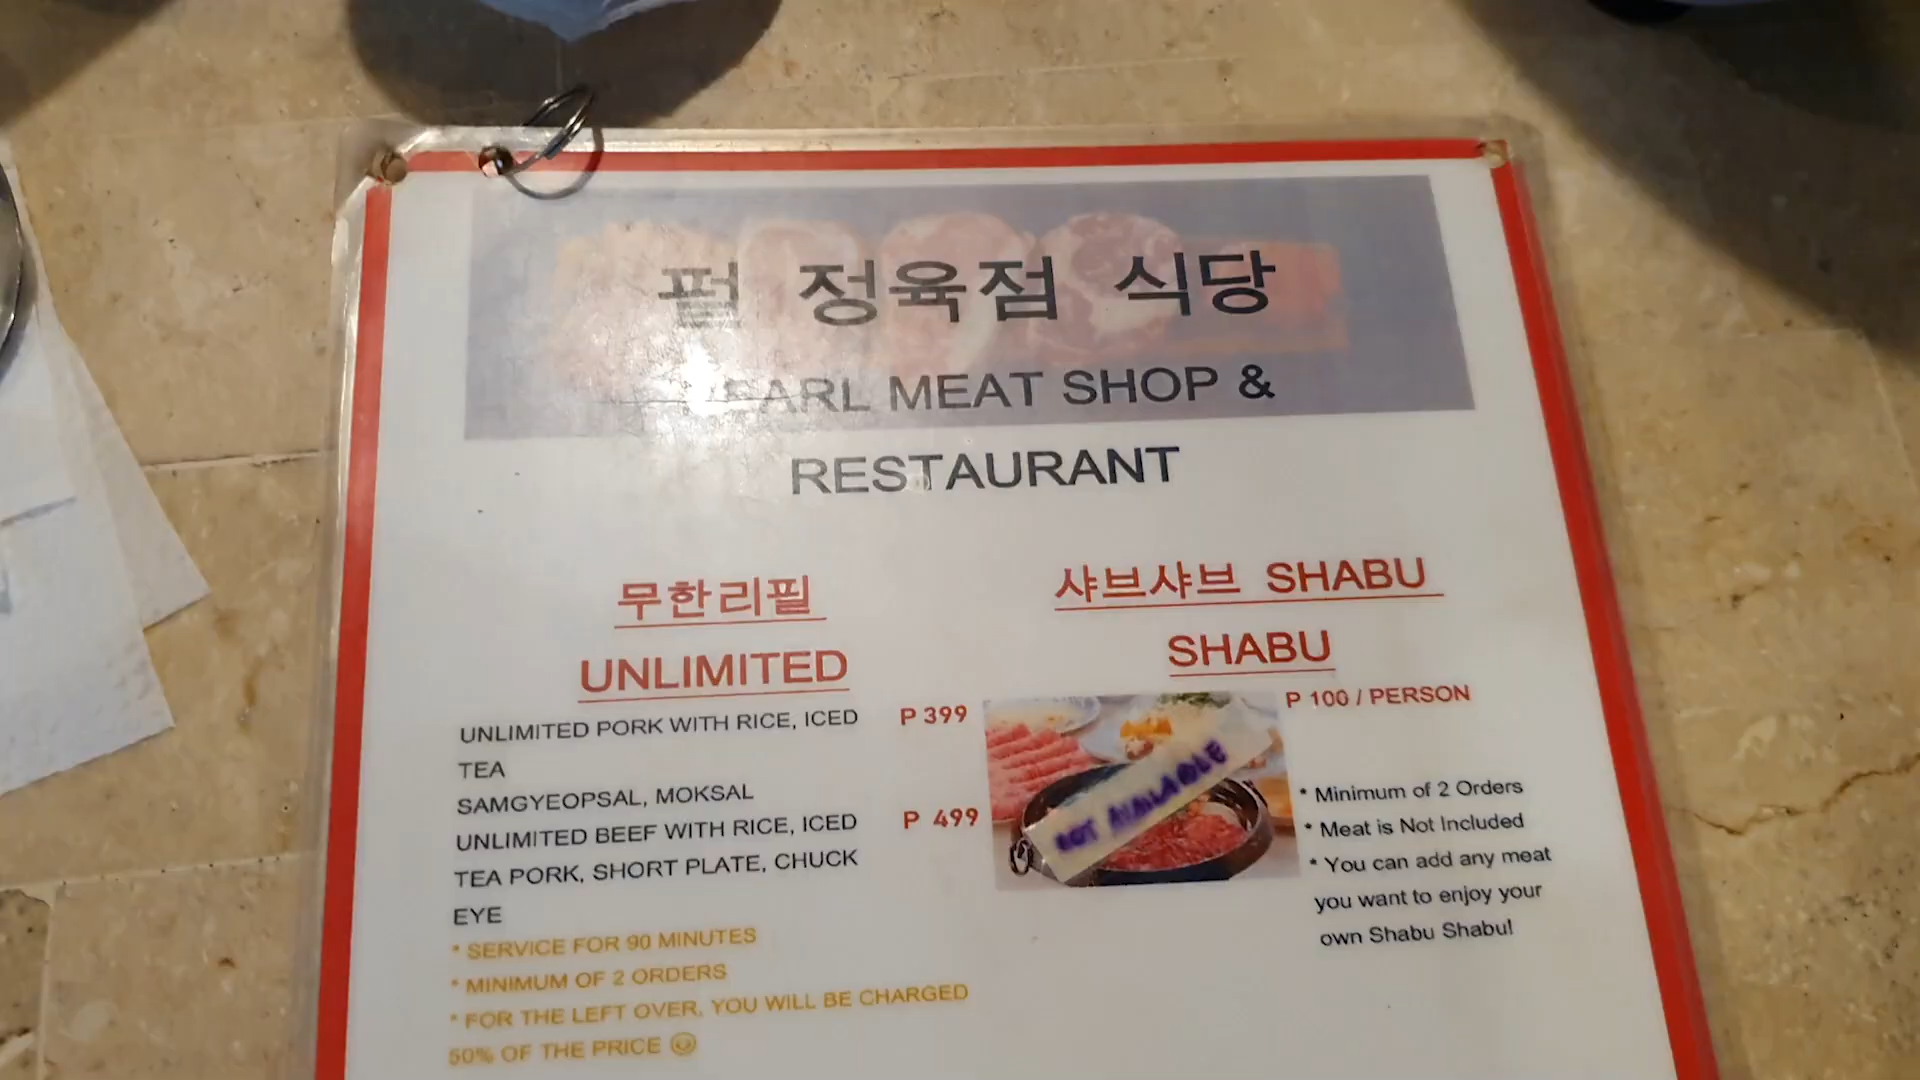 펄 정육점 식당
PEARL MEAT SHOP &
RESTAURANT
무한리필
UNLIMITED
UNLIMITED PORK WITH RICE, ICED P 399
TEA
SAMGYEOPSAL, MOKSAL
UNLIMITED BEEF WITH RICE, ICED P 499
TEA PORK, SHORT PLATE, CHUCK
EYE
* SERVICE FOR 90 MINUTES
* MINIMUM OF 2 ORDERS
* FOR THE LEFT OVER, YOU WILL BE CHARGED
50% OF THE PRICE ☺
샤브샤브 SHABU
SHABU
P 100 / PERSON
NOT AVAILABLE
* Minimum of 2 Orders
* Meat is Not Included
* You can add any meat
you want to enjoy your
own Shabu Shabu!